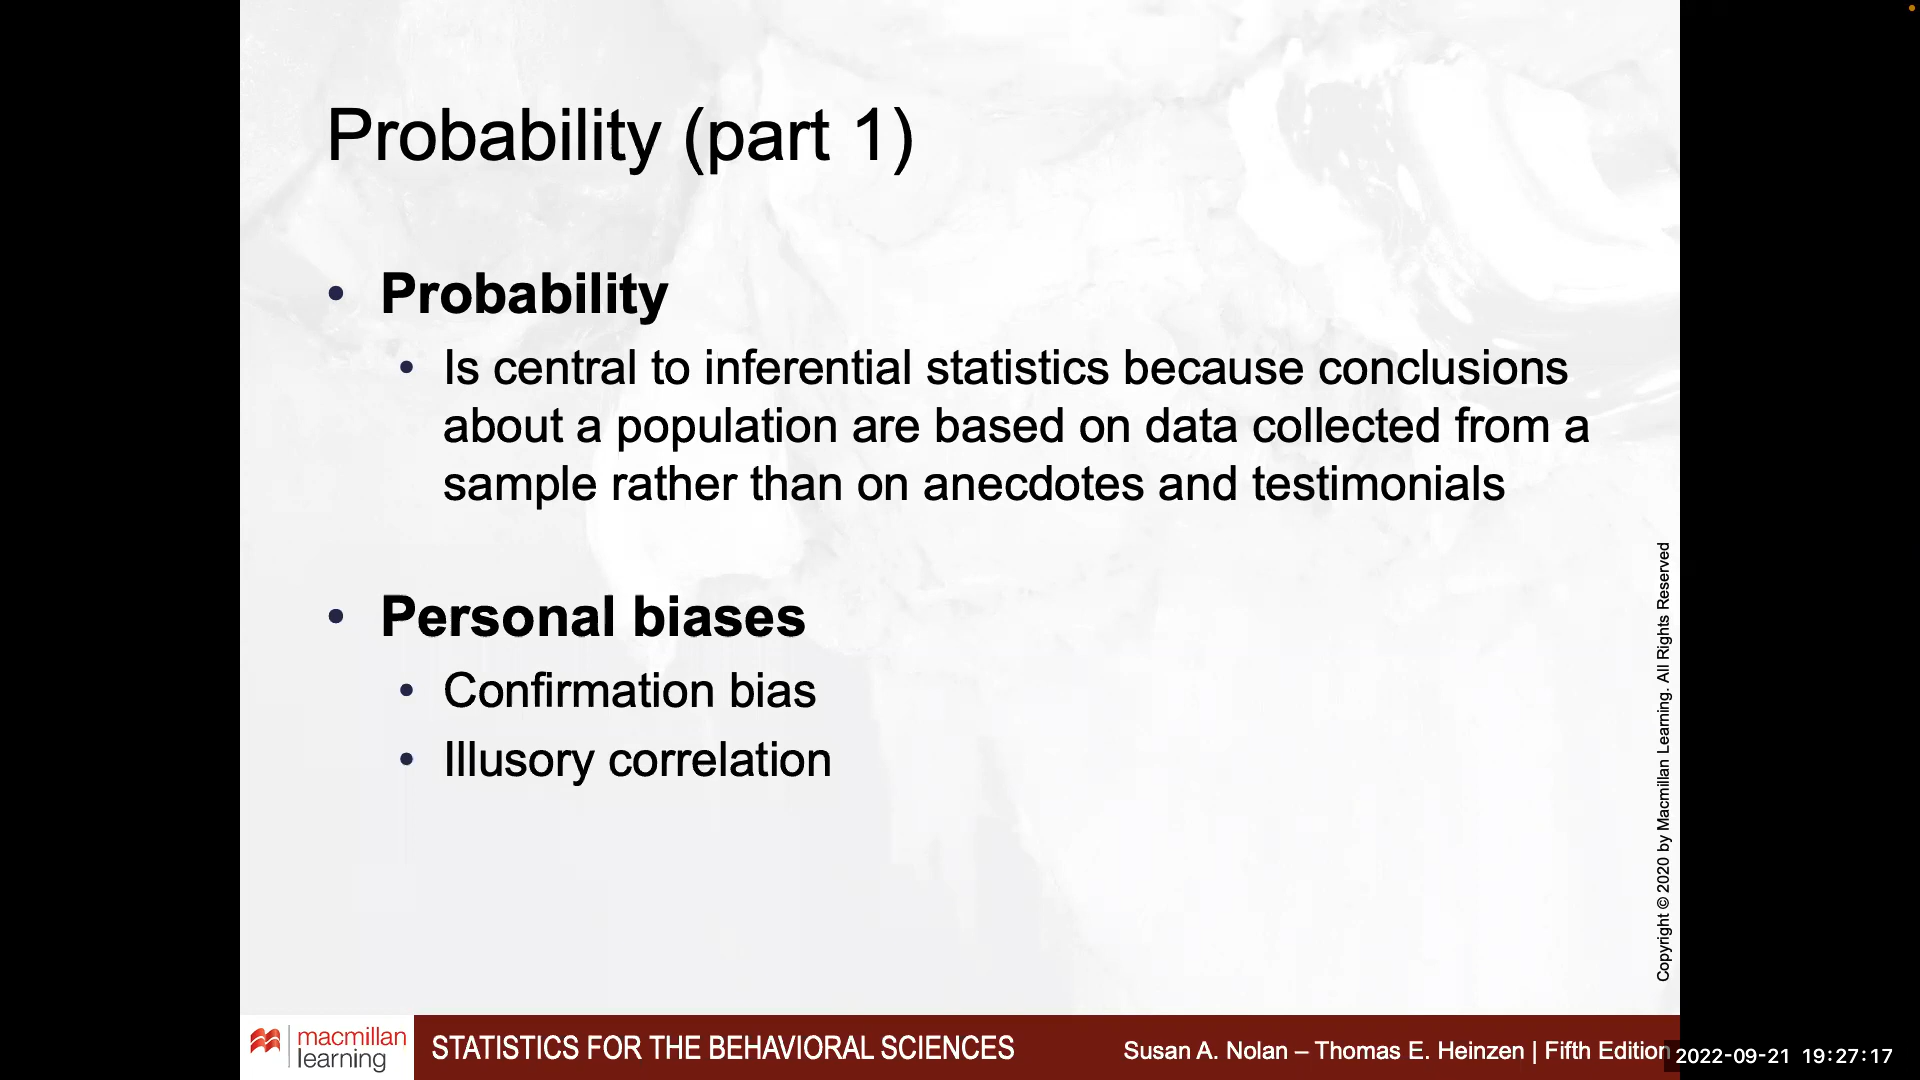 Probability (part 1)
• Probability
• Is central to inferential statistics because conclusions
about a population are based on data collected from a
sample rather than on anecdotes and testimonials
• Personal biases
• Confirmation bias
• Illusory correlation
Copyright © 2020 by Macmillan Learning. All Rights Reserved
macmillan
learning
STATISTICS FOR THE BEHAVIORAL SCIENCES
Susan A. Nolan – Thomas E. Heinzen | Fifth Edition
2022-09-21 19:27:17